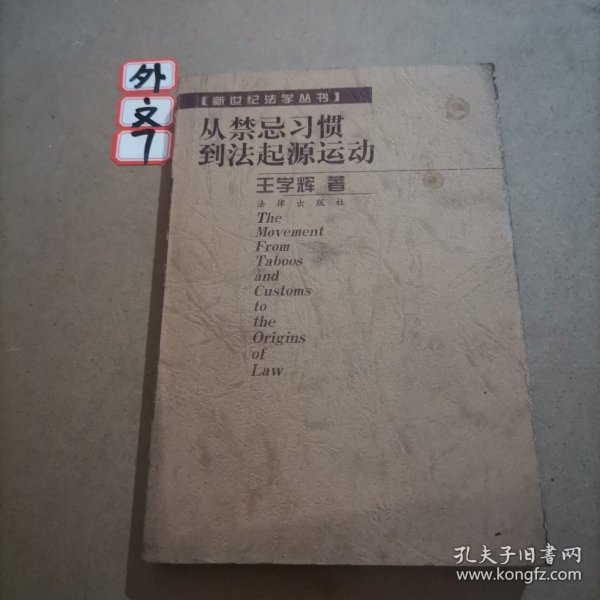 外
文
7
【新世纪法学丛书】
从禁忌习惯
到法起源运动
王学辉 著
法律出版社
The
Movement
From
Taboos
and
Customs
to
the
Origins
of
Law
孔夫子旧书网
www.kongfz.com